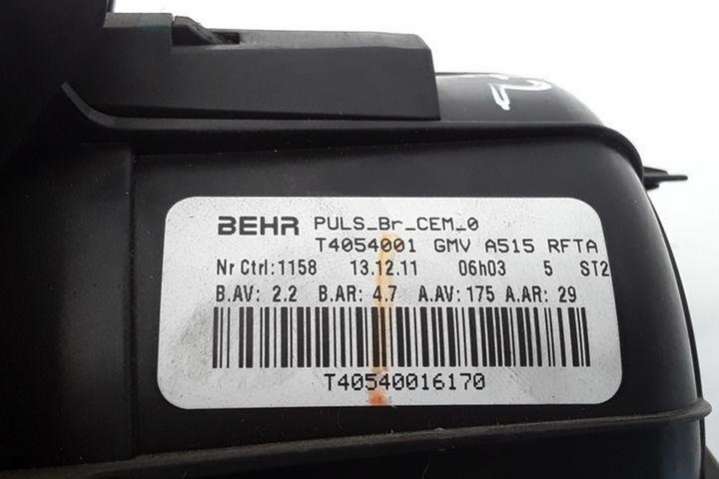 BEHR PULS_Br_CEM_0
T4054001 GMV A515 RFTA
Nr Ctrl:1158 13.12.11 06h03 5 ST2
B.AV: 2.2 B.AR: 4.7 A.AV: 175 A.AR: 29
T40540016170